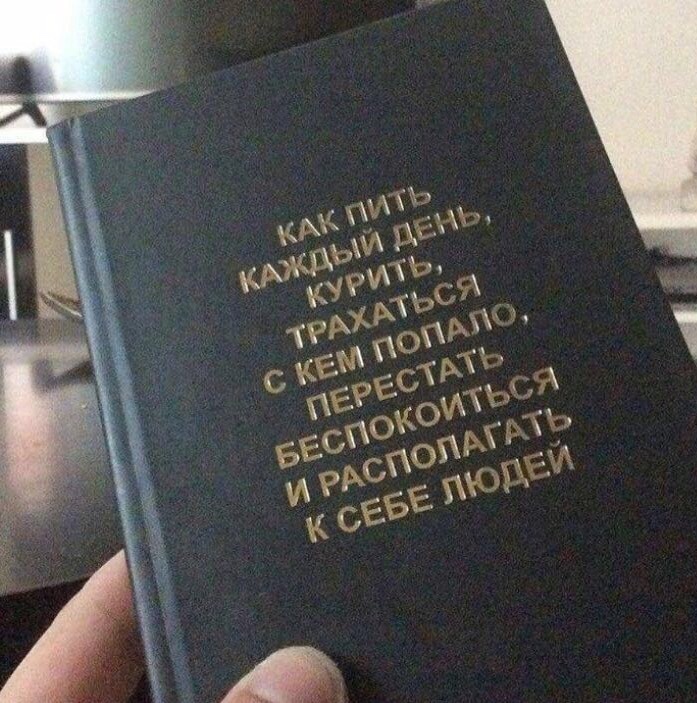 КАК ПИТЬ
КАЖДЫЙ ДЕНЬ,
КУРИТЬ,
ТРАХАТЬСЯ
С КЕМ ПОПАЛО,
ПЕРЕСТАТЬ
БЕСПОКОИТЬСЯ
И РАСПОЛАГАТЬ
К СЕБЕ ЛЮДЕЙ